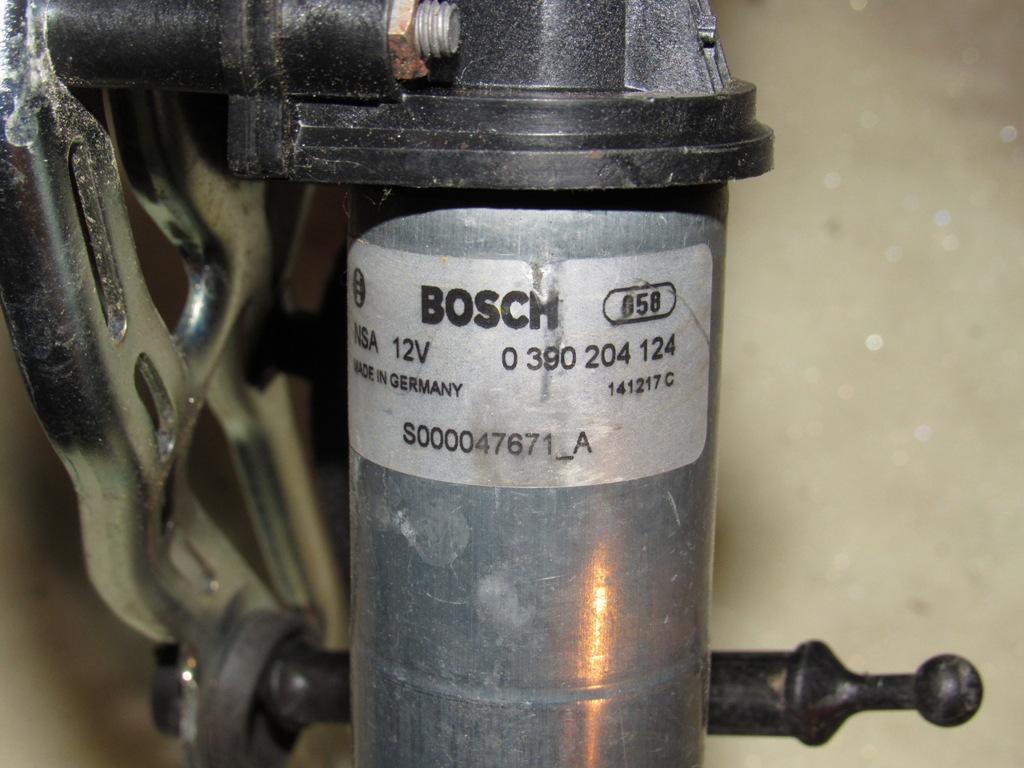 BOSCH 058
NSA 12V 0 390 204 124
MADE IN GERMANY 141217 C
S000047671_A